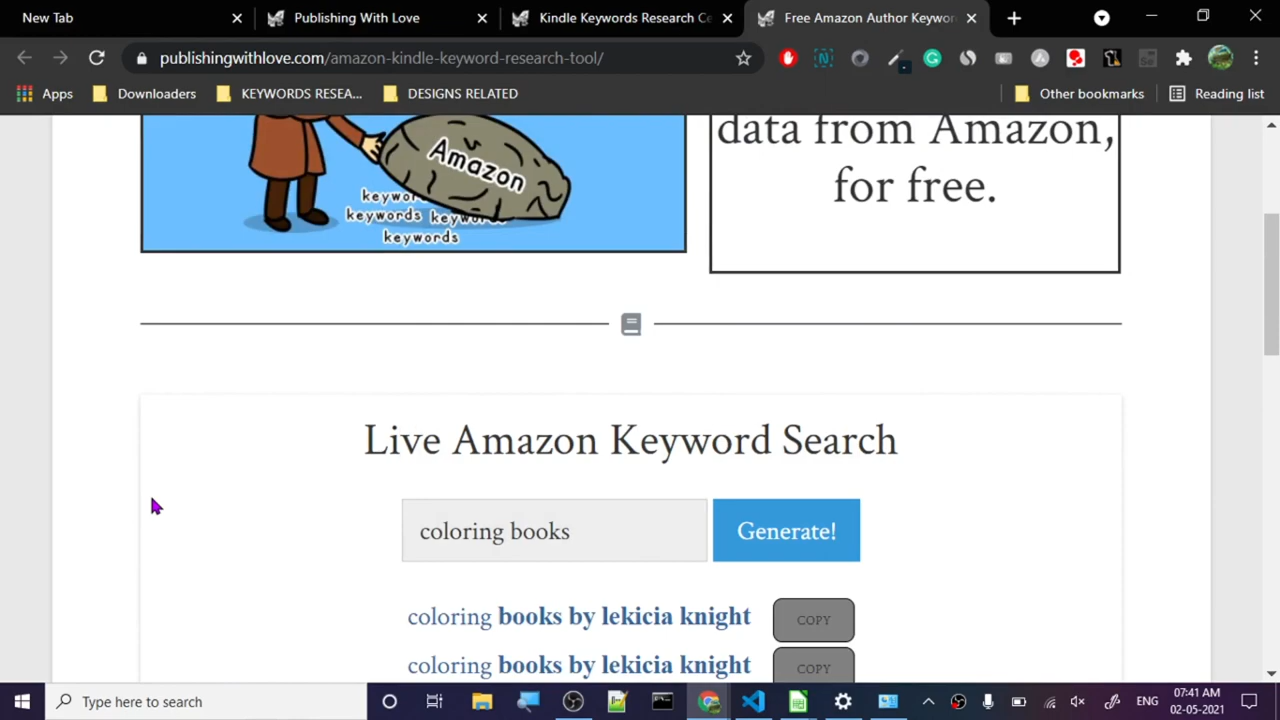 New Tab
Publishing With Love
Kindle Keywords Research Ce
Free Amazon Author Keywor
publishingwithlove.com/amazon-kindle-keyword-research-tool/
Apps
Downloaders
KEYWORDS RESEA...
DESIGNS RELATED
Other bookmarks
Reading list
Amazon
keywords
keywords
data from Amazon,
for free.
Live Amazon Keyword Search
coloring books
Generate!
coloring books by lekicia knight
COPY
coloring books by lekicia knight
COPY
Type here to search
ENG
07:41 AM
02-05-2021